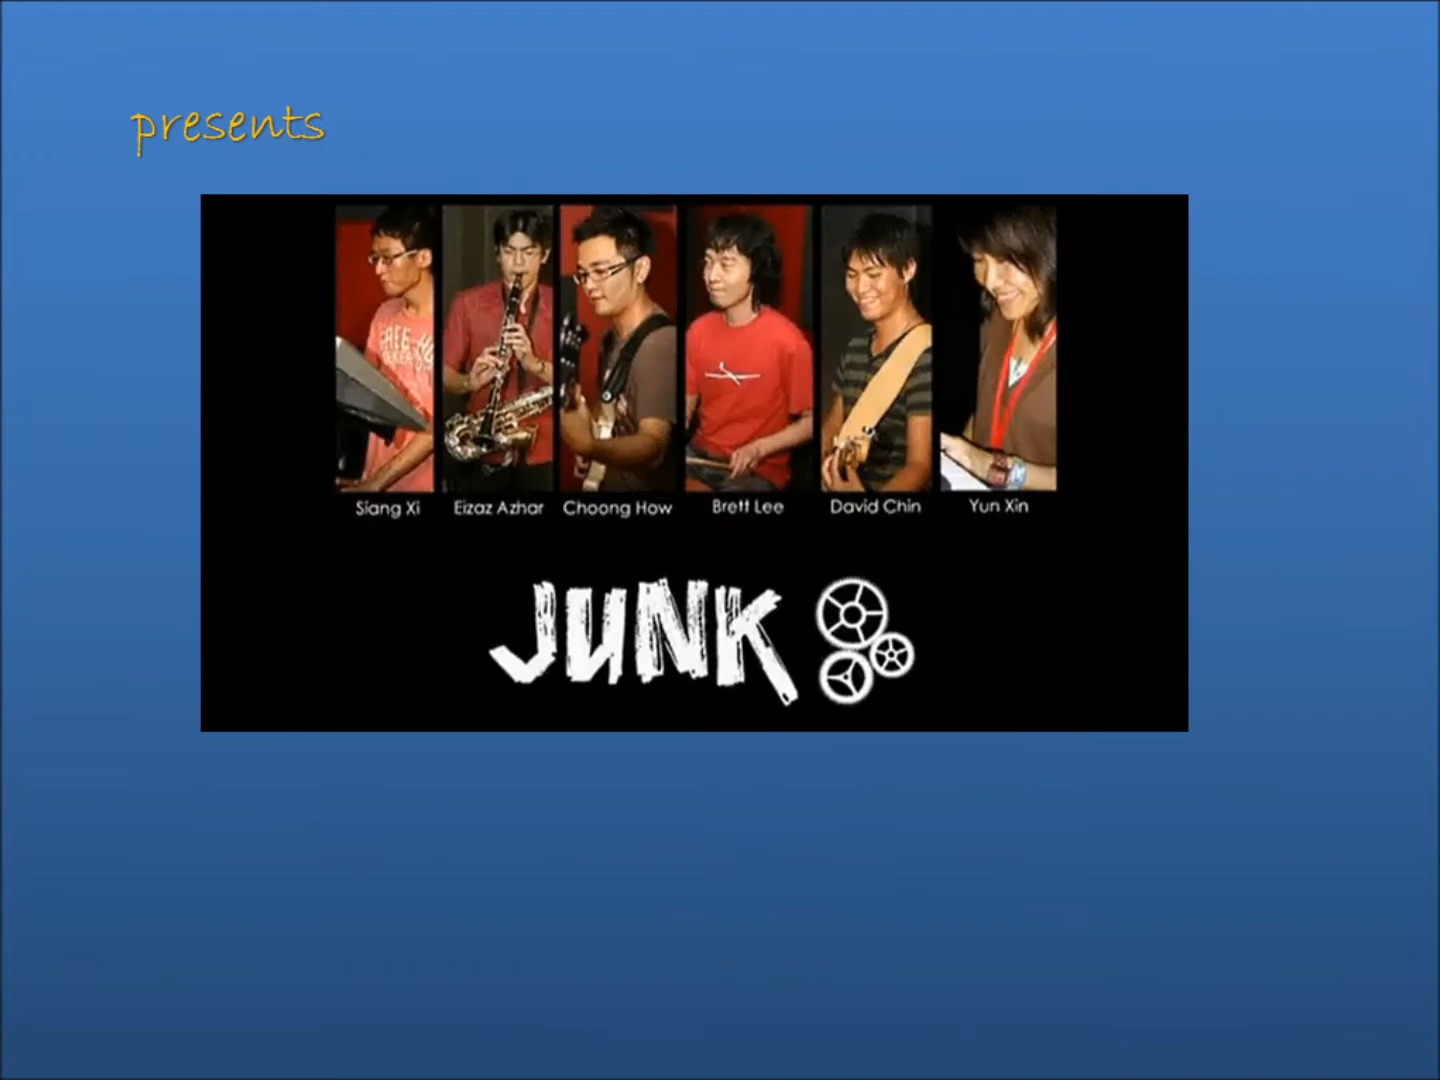 presents
Siang Xi
Eizaz Azhar
Choong How
Brett Lee
David Chin
Yun Xin
JUNK